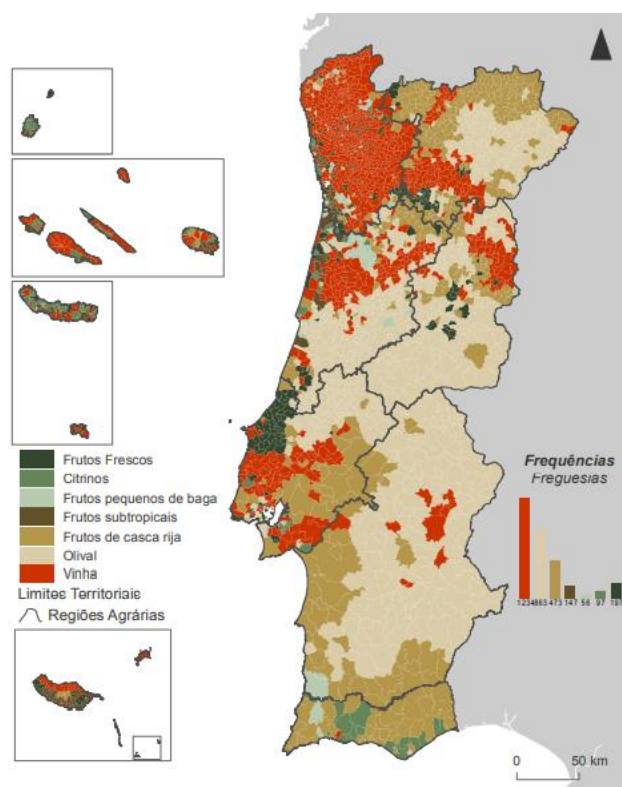 Frutos Frescos
Citrinos
Frutos pequenos de baga
Frutos subtropicais
Frutos de casca rija
Olival
Vinha
Limites Territoriais
Regiões Agrárias
Frequências
Freguesias
1234 863 473 147 56 97
0 50 km